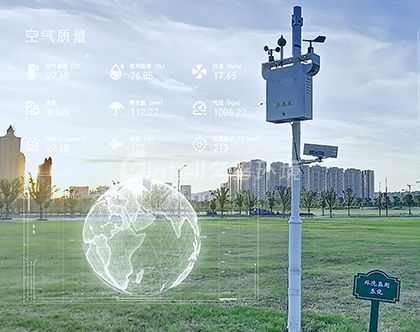 空气质量
空气温度 (℃) 相对湿度 (%) 风速 (m/s)
27.68 76.85 17.65
风向 降水量 (mm) 气压 (hpa)
东北风 112.27 1006.23
27.68 122 213
环境监测
系统